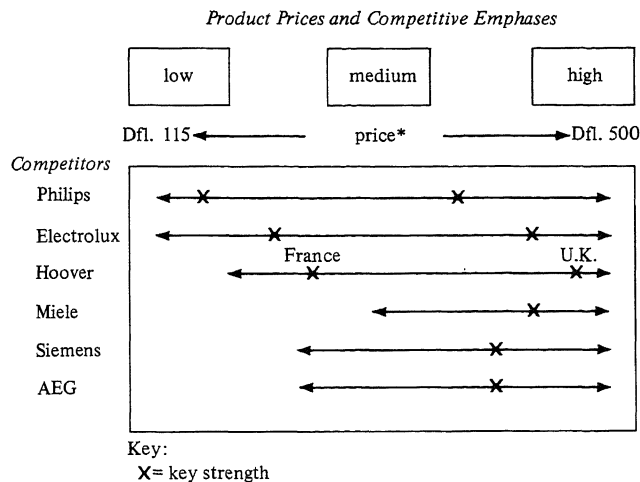 Product Prices and Competitive Emphases
low medium high
Dfl. 115 price* Dfl. 500
Competitors
Philips
Electrolux
France U.K.
Hoover
Miele
Siemens
AEG
Key:
X= key strength